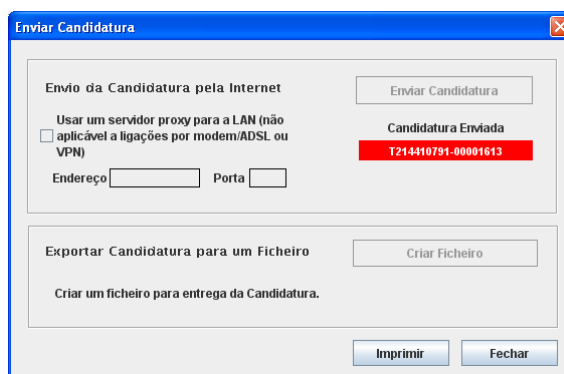 Enviar Candidatura
Envio da Candidatura pela Internet
Enviar Candidatura
Usar um servidor proxy para a LAN (não
aplicável a ligações por modem/ADSL ou
VPN)
Candidatura Enviada
T214410791-00001613
Endereço
Porta
Exportar Candidatura para um Ficheiro
Criar Ficheiro
Criar um ficheiro para entrega da Candidatura.
Imprimir
Fechar